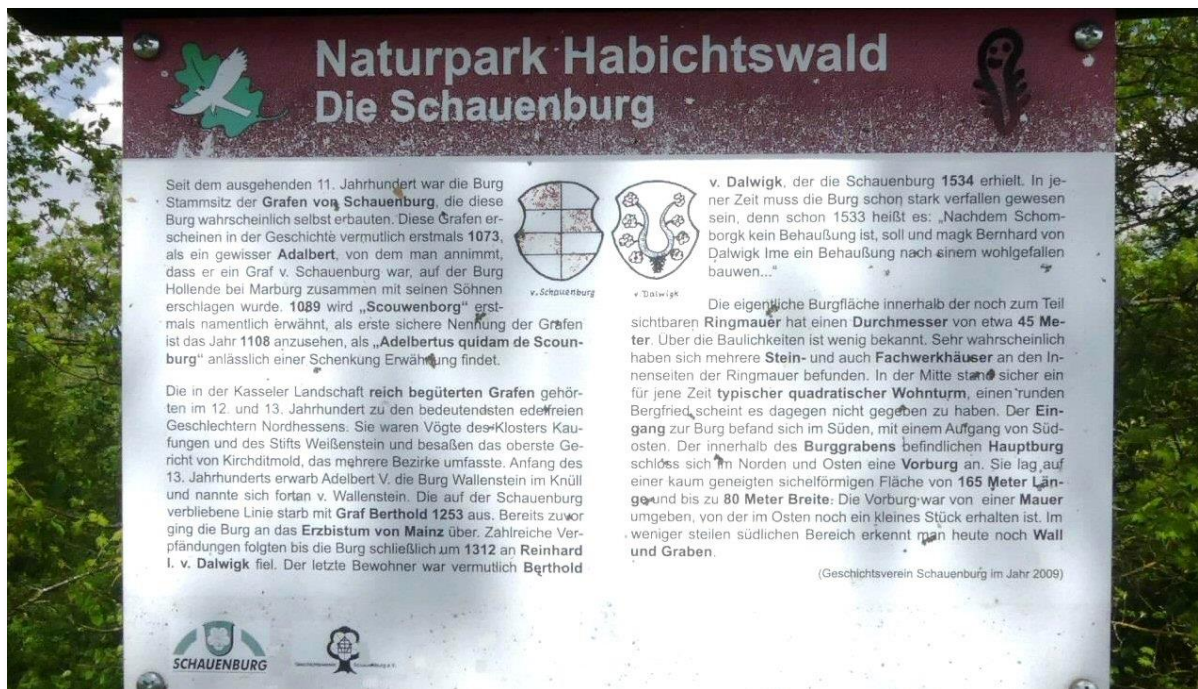 Naturpark Habichtswald
Die Schauenburg
Seit dem ausgehenden 11. Jahrhundert war die Burg
Stammsitz der Grafen von Schauenburg, die diese
Burg wahrscheinlich selbst erbauten. Diese Grafen er-
scheinen in der Geschichte vermutlich erstmals 1073,
als ein gewisser Adalbert, von dem man annimmt,
dass er ein Graf v. Schauenburg war, auf der Burg
Hollende bei Marburg zusammen mit seinen Söhnen
erschlagen wurde. 1089 wird „Scouwenborg“ erst-
mals namentlich erwähnt, als erste sichere Nennung der Grafen
ist das Jahr 1108 anzusehen, als „Adelbertus quidam de Scoun-
burg“ anlässlich einer Schenkung Erwähnung findet.
Die in der Kasseler Landschaft reich begüterten Grafen gehör-
ten im 12. und 13. Jahrhundert zu den bedeutendsten edelfreien
Geschlechtern Nordhessens: Sie waren Vögte des Klosters Kau-
fungen und des Stifts Weißenstein und besaßen das oberste Ge-
richt von Kirchditmold, das mehrere Bezirke umfasste. Anfang des
13. Jahrhunderts erwarb Adelbert V. die Burg Wallenstein im Knüll
und nannte sich fortan v. Wallenstein. Die auf der Schauenburg
verbliebene Linie starb mit Graf Berthold 1253 aus. Bereits zuvor
ging die Burg an das Erzbistum von Mainz über. Zahlreiche Ver-
pfändungen folgten bis die Burg schließlich um 1312 an Reinhard
I. v. Dalwigk fiel. Der letzte Bewohner war vermutlich Berthold
v. Schauenburg
v Dalwigk
v. Dalwigk, der die Schauenburg 1534 erhielt. In je-
ner Zeit muss die Burg schon stark verfallen gewesen
sein, denn schon 1533 heißt es: „Nachdem Schom-
borgk kein Behaußung ist, soll und magk Bernhard von
Dalwigk Ime ein Behaußung nach sinem wohlgefallen
bauwen...“
Die eigentliche Burgfläche innerhalb der noch zum Teil
sichtbaren Ringmauer hat einen Durchmesser von etwa 45 Me-
ter. Über die Baulichkeiten ist wenig bekannt. Sehr wahrscheinlich
haben sich mehrere Stein- und auch Fachwerkhäuser an den In-
nenseiten der Ringmauer befunden. In der Mitte stand sicher ein
für jene Zeit typischer quadratischer Wohnturm, einen runden
Bergfried scheint es dagegen nicht gegeben zu haben. Der Ein-
gang zur Burg befand sich im Süden, mit einem Aufgang von Süd-
osten. Der innerhalb des Burggrabens befindlichen Hauptburg
schloss sich im Norden und Osten eine Vorburg an. Sie lag auf
einer kaum geneigten sichelförmigen Fläche von 165 Meter Län-
ge und bis zu 80 Meter Breite. Die Vorburg war von einer Mauer
umgeben, von der im Osten noch ein kleines Stück erhalten ist. Im
weniger steilen südlichen Bereich erkennt man heute noch Wall
und Graben.
(Geschichtsverein Schauenburg im Jahr 2009)
SCHAUENBURG
Geschichtsverein Schauenburg e.V.